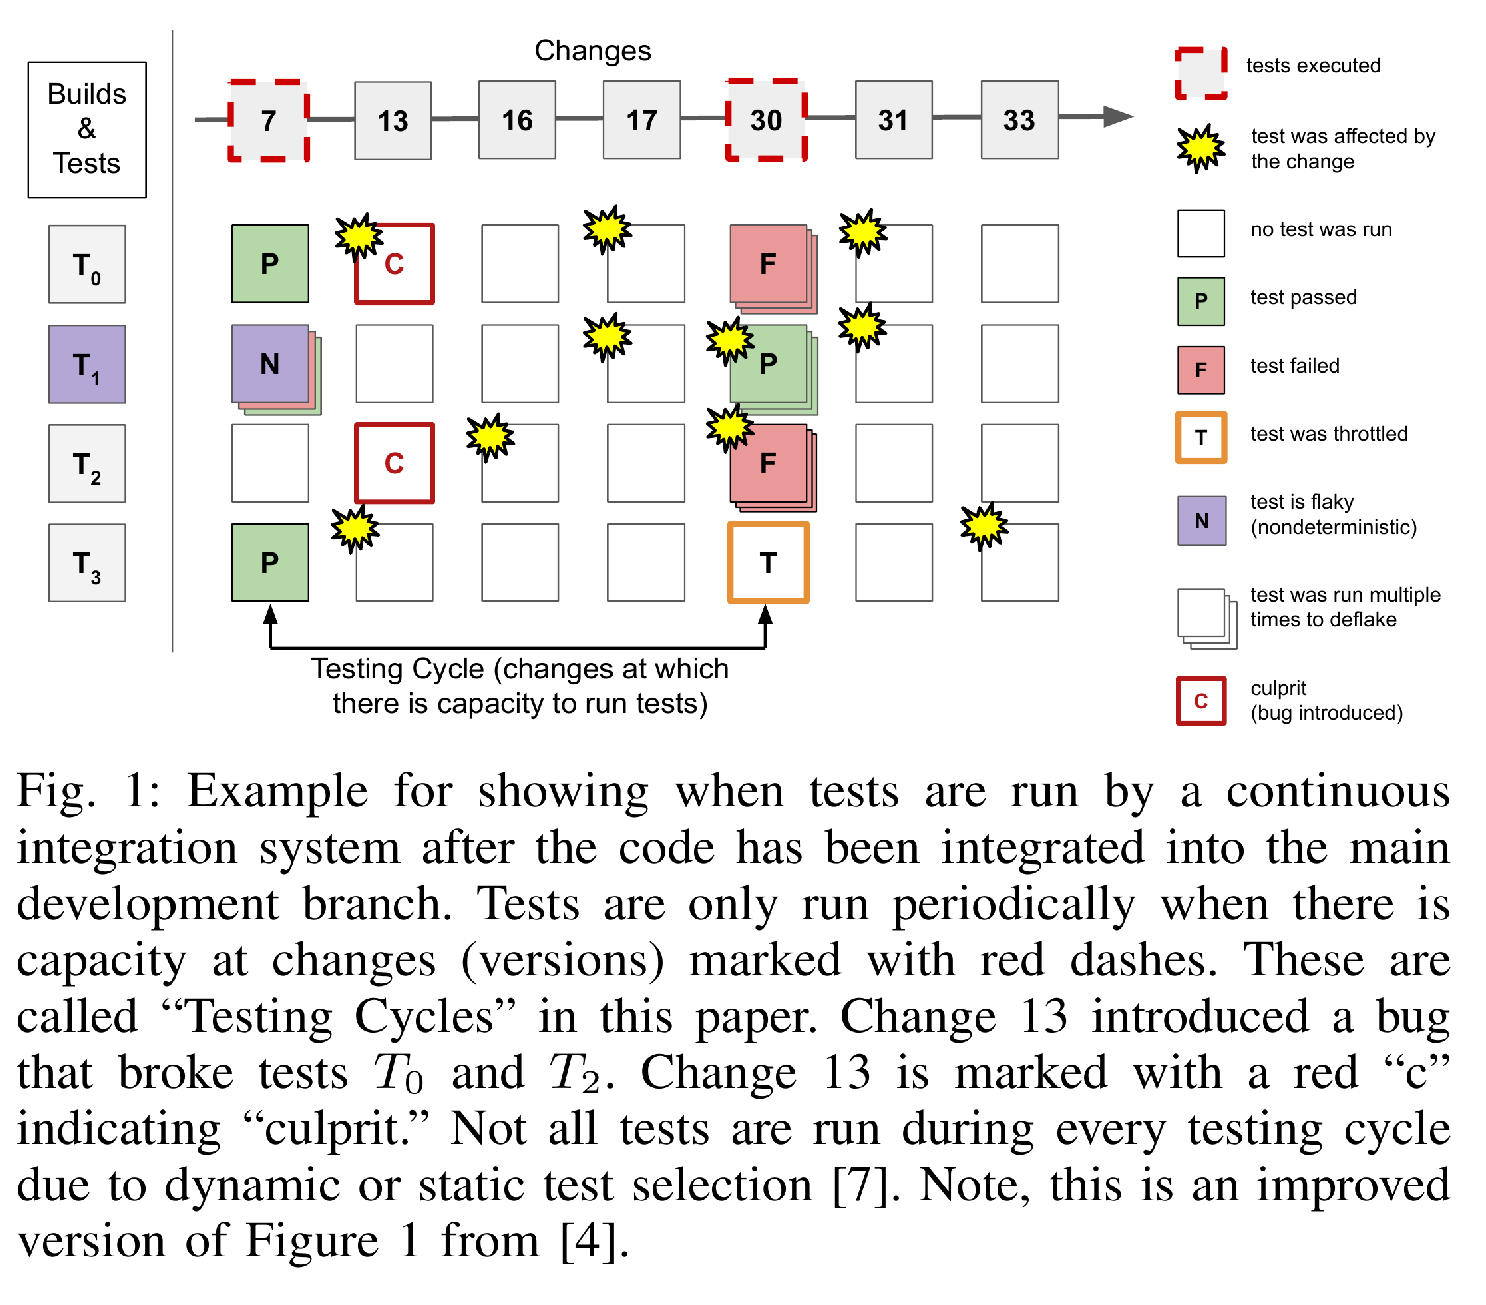 Changes
Builds
&
Tests
7 13 16 17 30 31 33
T0 P C F
T1 N P
T2 C F
T3 P T
Testing Cycle (changes at which
there is capacity to run tests)
tests executed
test was affected by
the change
no test was run
P test passed
F test failed
T test was throttled
N test is flaky
(nondeterministic)
test was run multiple
times to deflake
C culprit
(bug introduced)
Fig. 1: Example for showing when tests are run by a continuous
integration system after the code has been integrated into the main
development branch. Tests are only run periodically when there is
capacity at changes (versions) marked with red dashes. These are
called “Testing Cycles” in this paper. Change 13 introduced a bug
that broke tests T0 and T2. Change 13 is marked with a red “c”
indicating “culprit.” Not all tests are run during every testing cycle
due to dynamic or static test selection [7]. Note, this is an improved
version of Figure 1 from [4].